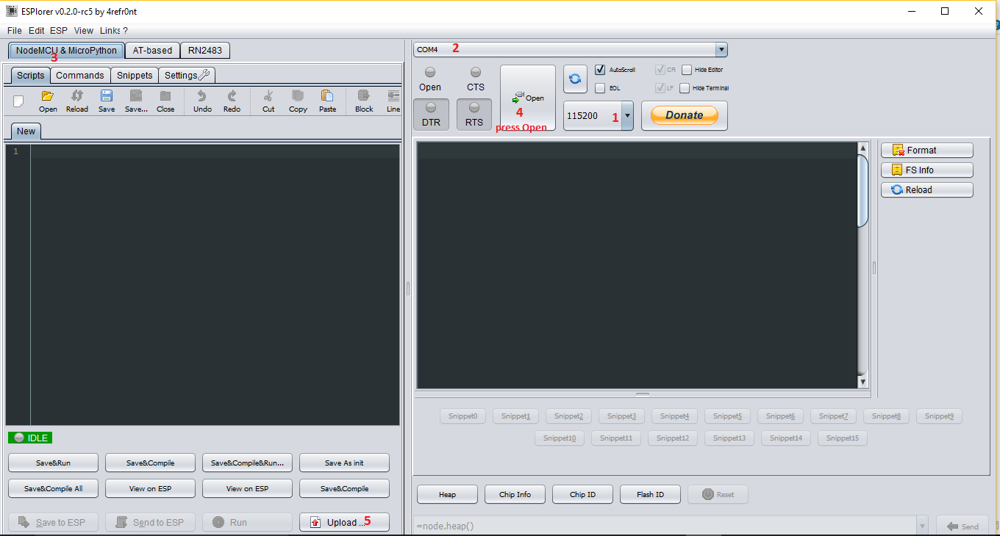 ESPlorer v0.2.0-rc5 by 4refr0nt
File Edit ESP View Links ?
NodeMCU & MicroPython AT-based RN2483
3
Scripts Commands Snippets Settings
Open Reload Save Save... Close Undo Redo Cut Copy Paste Block Line
New
1
IDLE
Save&Run Save&Compile Save&Compile&Run... Save As init
Save&Compile All View on ESP View on ESP Save&Compile
Save to ESP Send to ESP Run Upload ... 5
COM4 2
Open CTS
DTR RTS
Open
4
press Open
AutoScroll CR Hide Editor
EOL LF Hide Terminal
115200 1
Donate
Format
FS Info
Reload
Snippet0 Snippet1 Snippet2 Snippet3 Snippet4 Snippet5 Snippet6 Snippet7 Snippet8 Snippet9
Snippet10 Snippet11 Snippet12 Snippet13 Snippet14 Snippet15
Heap Chip Info Chip ID Flash ID Reset
=node.heap() Send